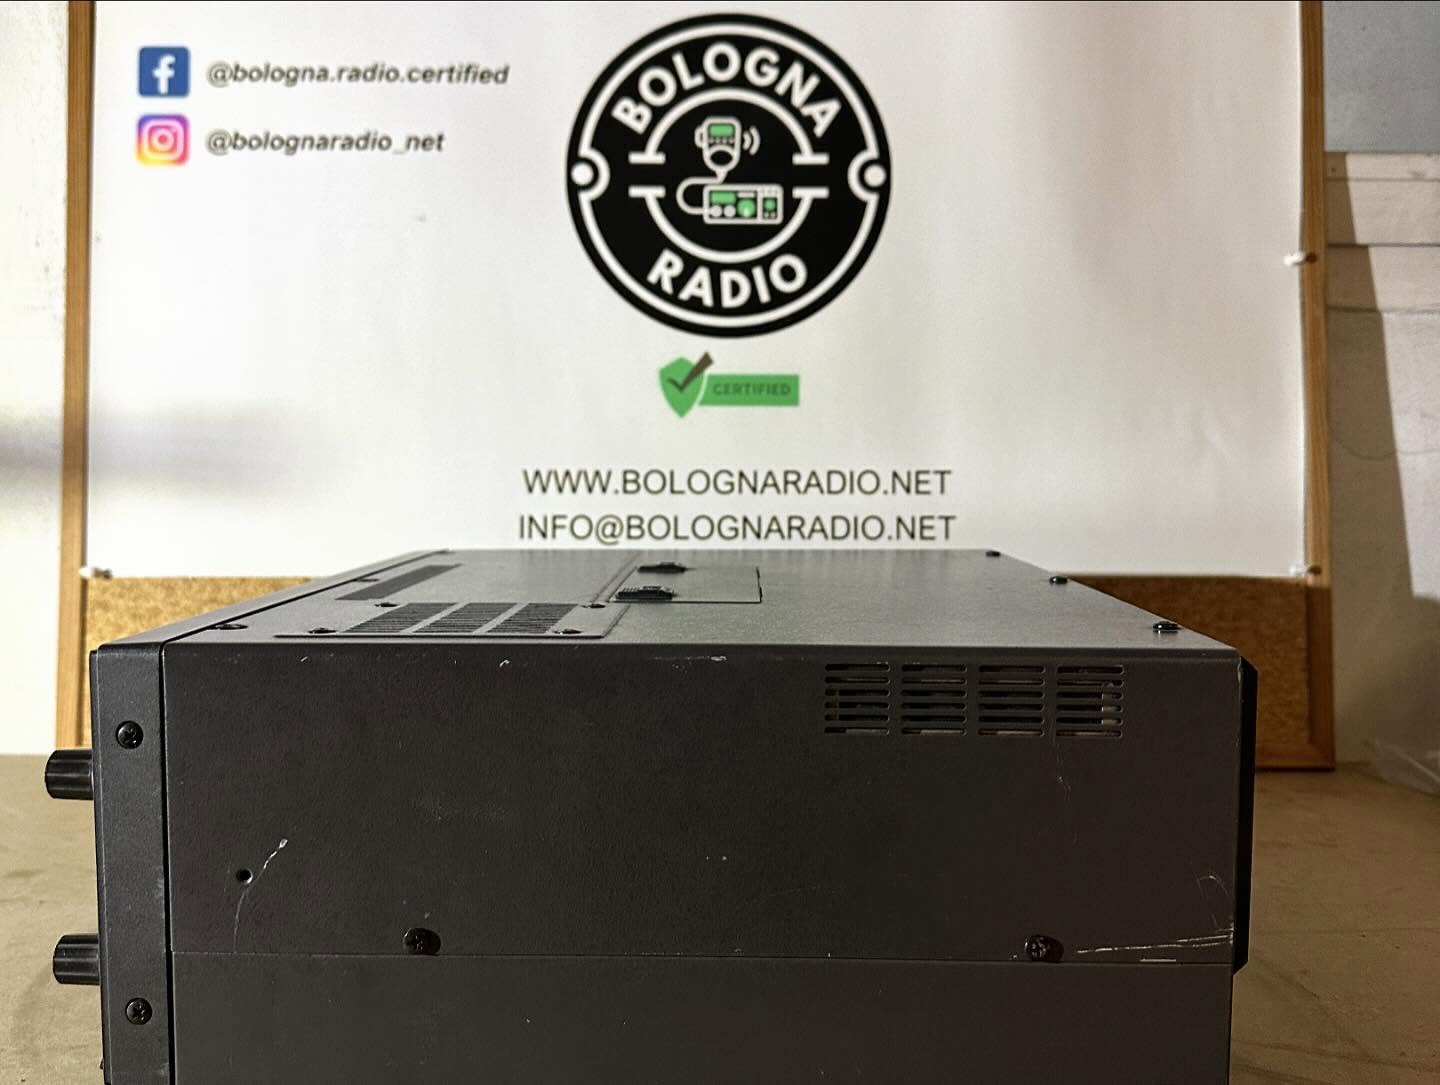 @bologna.radio.certified
@bolognaradio_net
BOLOGNA
RADIO
CERTIFIED
WWW.BOLOGNARADIO.NET
INFO@BOLOGNARADIO.NET